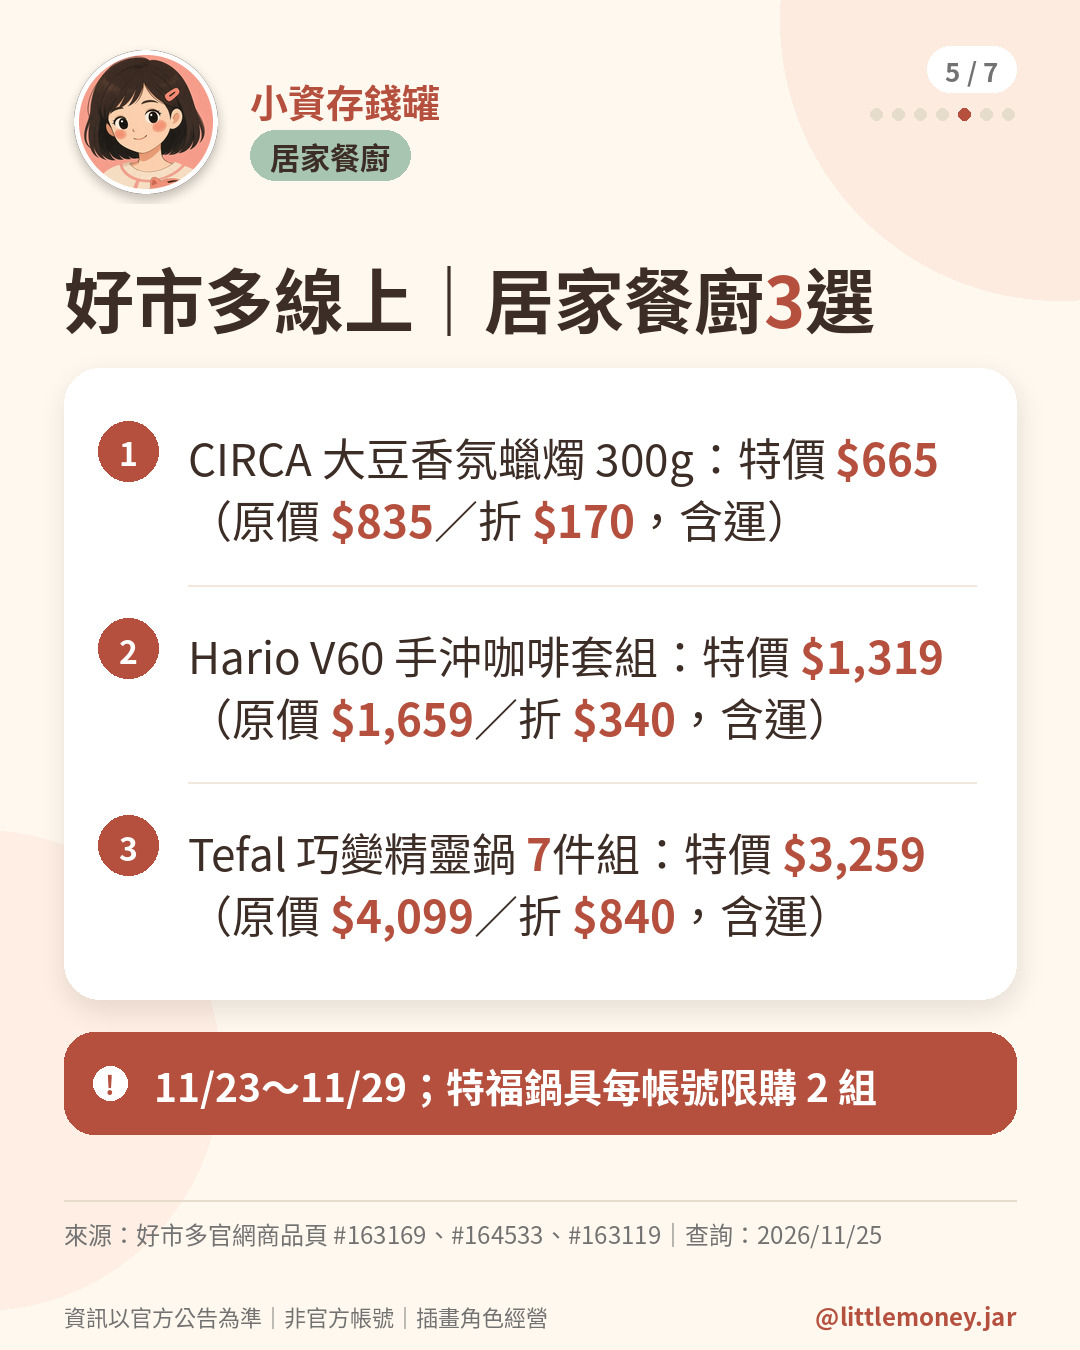 小資存錢罐
居家餐廚
5 / 7
好市多線上｜居家餐廚3選
1
CIRCA 大豆香氛蠟燭 300g：特價 $665
（原價 $835／折 $170，含運）
2
Hario V60 手沖咖啡套組：特價 $1,319
（原價 $1,659／折 $340，含運）
3
Tefal 巧變精靈鍋 7件組：特價 $3,259
（原價 $4,099／折 $840，含運）
! 11/23～11/29；特福鍋具每帳號限購 2 組
來源：好市多官網商品頁 #163169、#164533、#163119｜查詢：2026/11/25
資訊以官方公告為準｜非官方帳號｜插畫角色經營
@littlemoney.jar